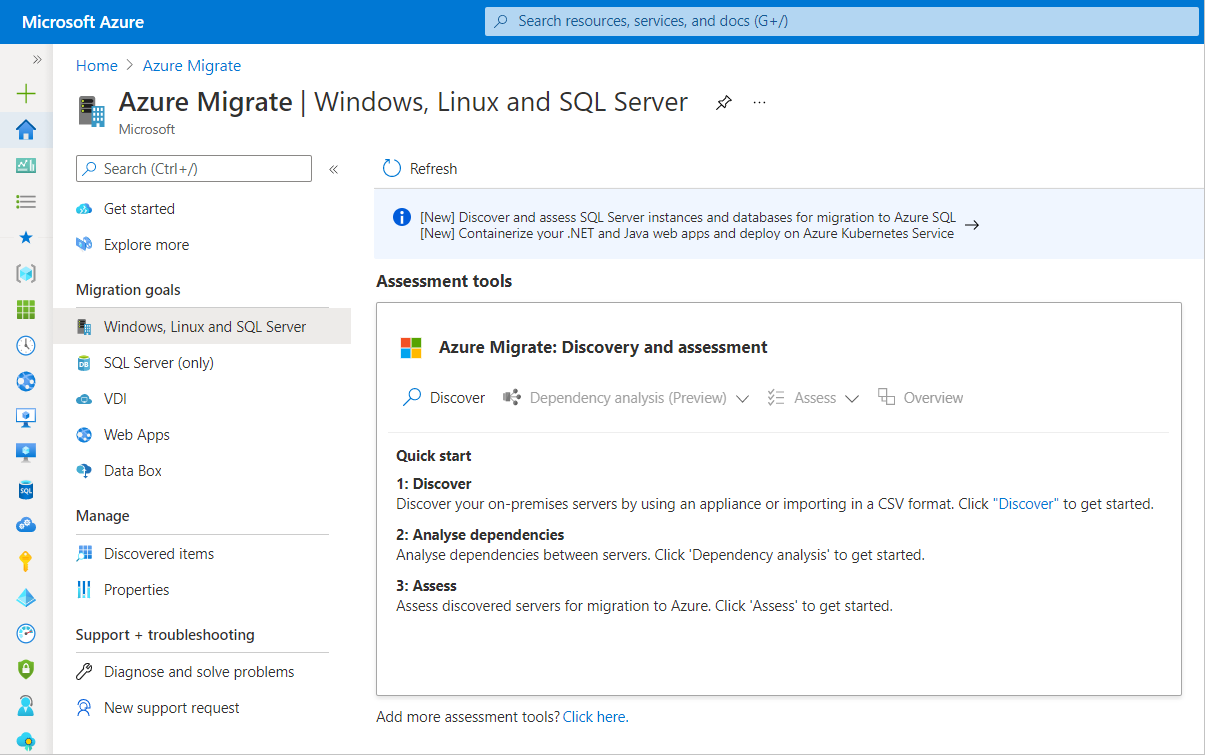 Microsoft Azure
Search resources, services, and docs (G+/)
Home > Azure Migrate
Azure Migrate | Windows, Linux and SQL Server
Microsoft
Search (Ctrl+/)
Get started
Explore more
Migration goals
Windows, Linux and SQL Server
SQL Server (only)
VDI
Web Apps
Data Box
Manage
Discovered items
Properties
Support + troubleshooting
Diagnose and solve problems
New support request
Refresh
[New] Discover and assess SQL Server instances and databases for migration to Azure SQL
[New] Containerize your .NET and Java web apps and deploy on Azure Kubernetes Service
Assessment tools
Azure Migrate: Discovery and assessment
Discover Dependency analysis (Preview) Assess Overview
Quick start
1: Discover
Discover your on-premises servers by using an appliance or importing in a CSV format. Click "Discover" to get started.
2: Analyse dependencies
Analyse dependencies between servers. Click 'Dependency analysis' to get started.
3: Assess
Assess discovered servers for migration to Azure. Click 'Assess' to get started.
Add more assessment tools? Click here.